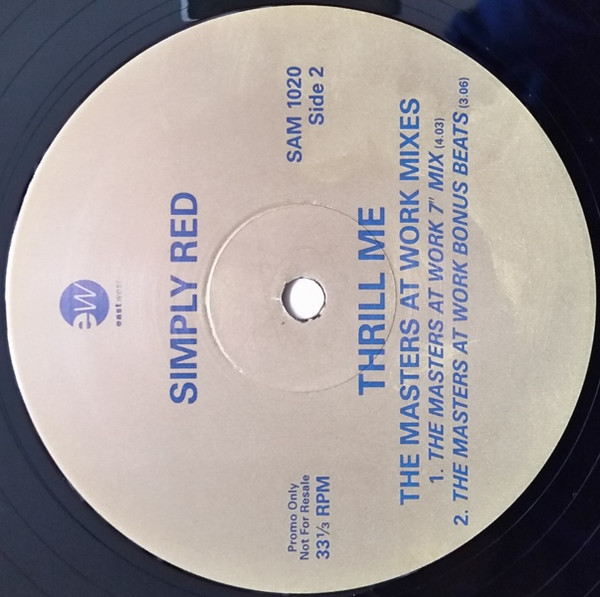 ew
eastwest
SIMPLY RED
Promo Only
Not For Resale
33⅓ RPM
SAM 1020
Side 2
THRILL ME
THE MASTERS AT WORK MIXES
1. THE MASTERS AT WORK 7' MIX (4.03)
2. THE MASTERS AT WORK BONUS BEATS (3.06)